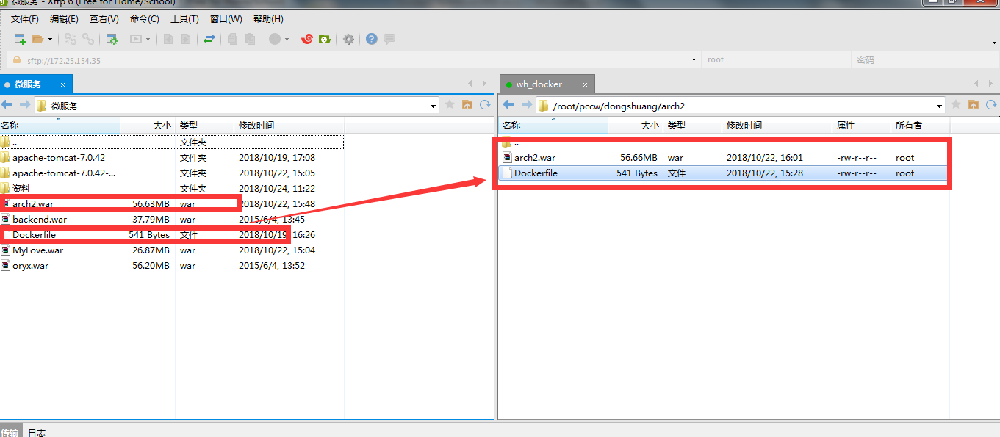 微服务 - Xftp 6 (Free for Home/School)
文件(F) 编辑(E) 查看(V) 命令(C) 工具(T) 窗口(W) 帮助(H)
sftp://172.25.154.35 root 密码
微服务 × wh_docker ×
微服务 /root/pccw/dongshuang/arch2
名称 大小 类型 修改时间 名称 大小 类型 修改时间 属性 所有者
.. 文件夹 ..
apache-tomcat-7.0.42 文件夹 2018/10/19, 17:08 arch2.war 56.66MB war 2018/10/22, 16:01 -rw-r--r-- root
apache-tomcat-7.0.42-... 文件夹 2018/10/22, 15:05 Dockerfile 541 Bytes 文件 2018/10/22, 15:28 -rw-r--r-- root
资料 文件夹 2018/10/24, 11:22
arch2.war 56.63MB war 2018/10/22, 15:48
backend.war 37.79MB war 2015/6/4, 13:45
Dockerfile 541 Bytes 文件 2018/10/19, 16:26
MyLove.war 26.87MB war 2018/10/22, 15:04
oryx.war 56.20MB war 2015/6/4, 13:52
传输 日志